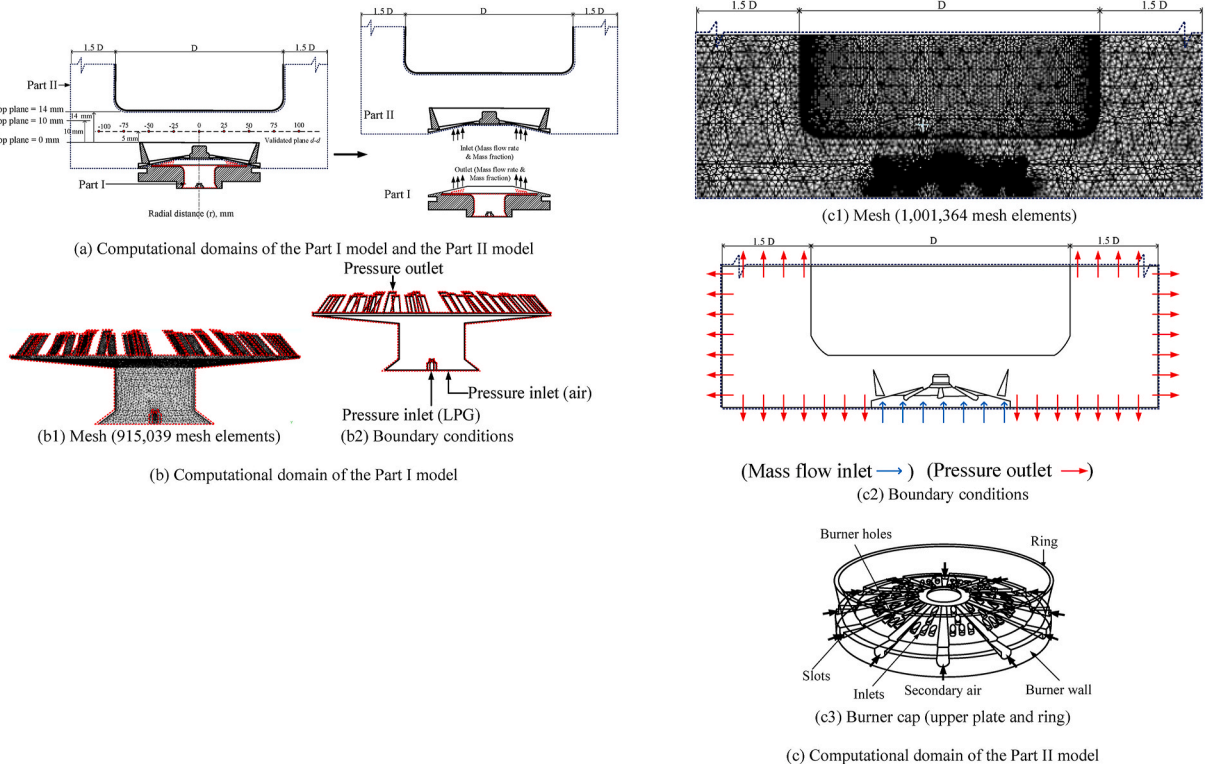 1.5 D D 1.5 D
Part II
op plane = 14 mm
14 mm
op plane = 10 mm
10 mm
-100 -75 -50 -25 0 25 50 75 100
5 mm
Validated plane d-d
op plane = 0 mm
Part I
Radial distance (r), mm
1.5 D D 1.5 D
Part II
Inlet (Mass flow rate
& Mass fraction)
Outlet (Mass flow rate &
Mass fraction)
Part I
(a) Computational domains of the Part I model and the Part II model
Pressure outlet
Pressure inlet (air)
Pressure inlet (LPG)
(b1) Mesh (915,039 mesh elements)
(b2) Boundary conditions
(b) Computational domain of the Part I model
1.5 D D 1.5 D
(c1) Mesh (1,001,364 mesh elements)
1.5 D D 1.5 D
(Mass flow inlet ) (Pressure outlet )
(c2) Boundary conditions
Burner holes
Ring
Slots
Inlets
Secondary air
Burner wall
(c3) Burner cap (upper plate and ring)
(c) Computational domain of the Part II model